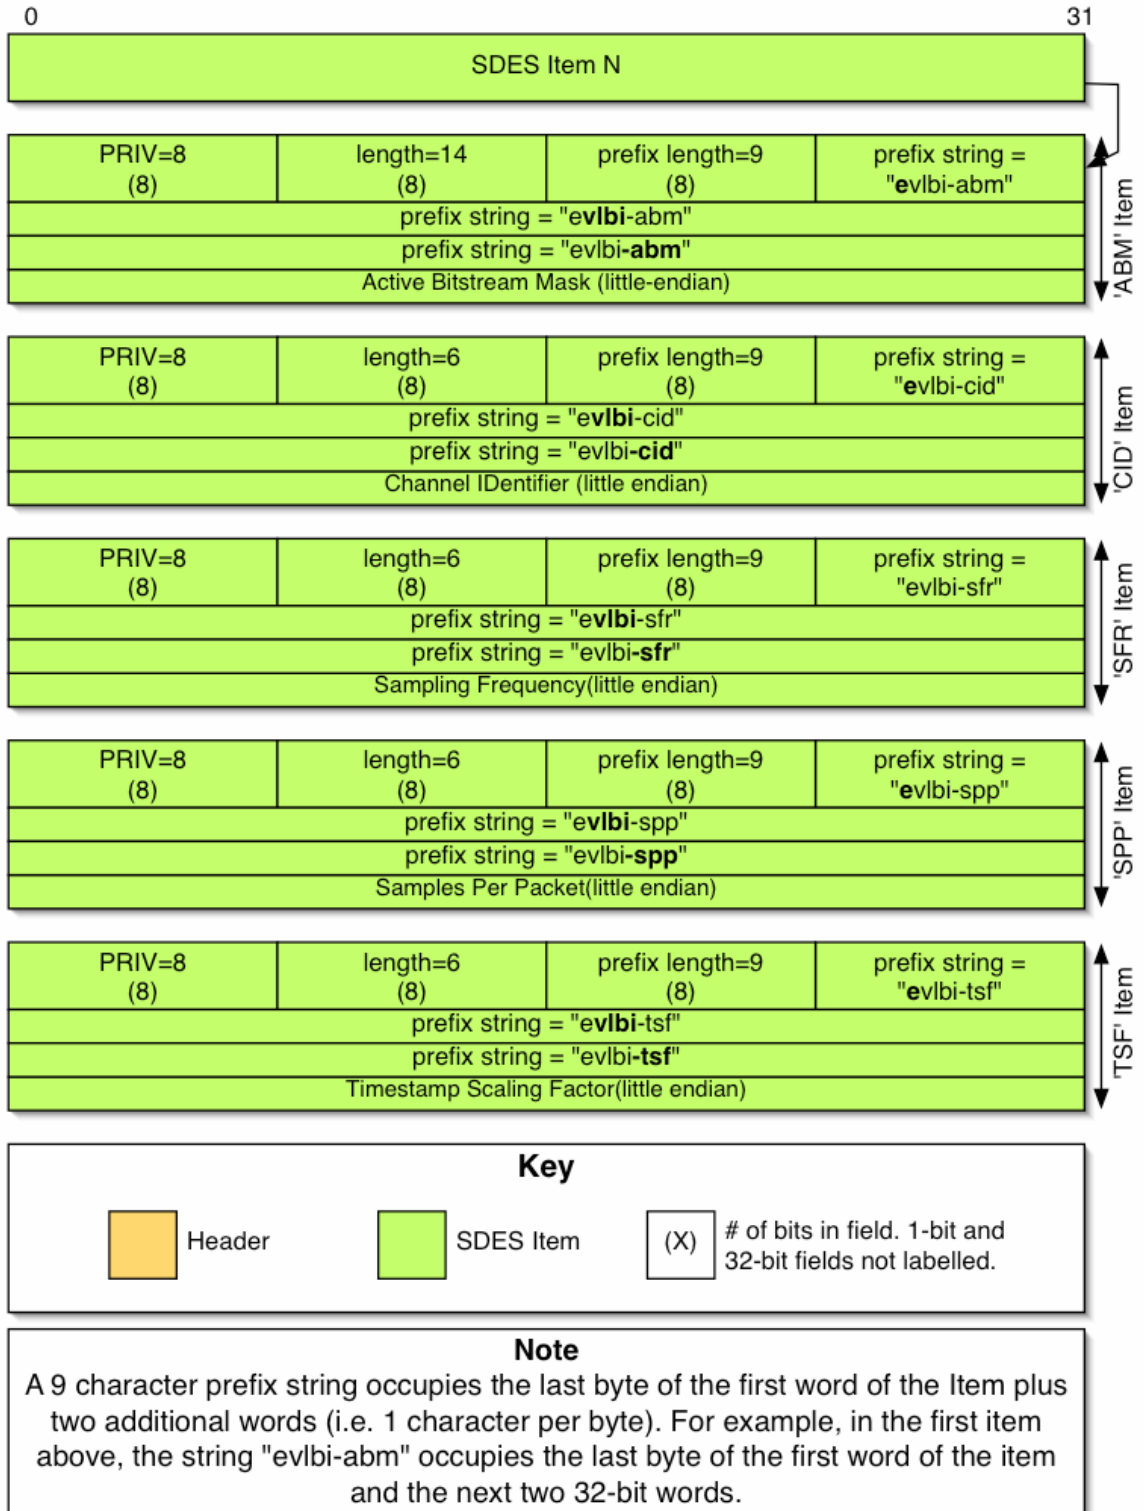 0 31
SDES Item N
PRIV=8 length=14 prefix length=9 prefix string =
(8) (8) (8) "evlbi-abm"
prefix string = "evlbi-abm"
prefix string = "evlbi-abm"
Active Bitstream Mask (little-endian)
'ABM' Item
PRIV=8 length=6 prefix length=9 prefix string =
(8) (8) (8) "evlbi-cid"
prefix string = "evlbi-cid"
prefix string = "evlbi-cid"
Channel IDentifier (little endian)
'CID' Item
PRIV=8 length=6 prefix length=9 prefix string =
(8) (8) (8) "evlbi-sfr"
prefix string = "evlbi-sfr"
prefix string = "evlbi-sfr"
Sampling Frequency(little endian)
'SFR' Item
PRIV=8 length=6 prefix length=9 prefix string =
(8) (8) (8) "evlbi-spp"
prefix string = "evlbi-spp"
prefix string = "evlbi-spp"
Samples Per Packet(little endian)
'SPP' Item
PRIV=8 length=6 prefix length=9 prefix string =
(8) (8) (8) "evlbi-tsf"
prefix string = "evlbi-tsf"
prefix string = "evlbi-tsf"
Timestamp Scaling Factor(little endian)
'TSF' Item
Key
Header
SDES Item
(X)
# of bits in field. 1-bit and
32-bit fields not labelled.
Note
A 9 character prefix string occupies the last byte of the first word of the Item plus
two additional words (i.e. 1 character per byte). For example, in the first item
above, the string "evlbi-abm" occupies the last byte of the first word of the item
and the next two 32-bit words.